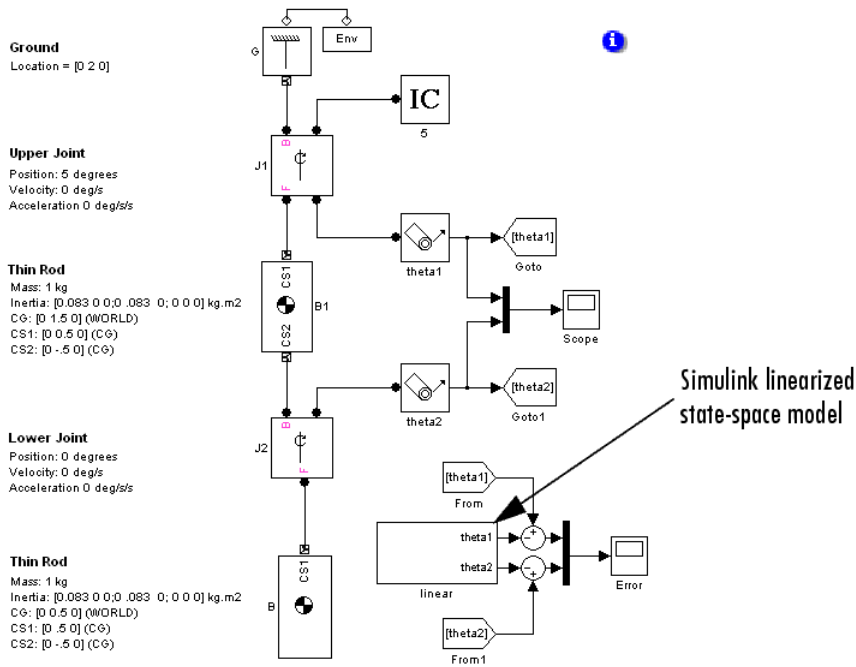 Ground
Location = [0 2 0]
G
Env
IC
5
Upper Joint
Position: 5 degrees
Velocity: 0 deg/s
Acceleration 0 deg/s/s
J1
B
F
theta1
[theta1]
Goto
Thin Rod
Mass: 1 kg
Inertia: [0.083 0 0;0 .083 0; 0 0 0] kg.m2
CG: [0 1.5 0] (WORLD)
CS1: [0 0.5 0] (CG)
CS2: [0 -.5 0] (CG)
CS1
CS2
B1
Scope
theta2
[theta2]
Goto1
Simulink linearized
state-space model
Lower Joint
Position: 0 degrees
Velocity: 0 deg/s
Acceleration 0 deg/s/s
J2
B
F
[theta1]
From
theta1
theta2
linear
Error
[theta2]
From1
Thin Rod
Mass: 1 kg
Inertia: [0.083 0 0;0 .083 0; 0 0 0] kg.m2
CG: [0 0.5 0] (WORLD)
CS1: [0 .5 0] (CG)
CS2: [0 -.5 0] (CG)
CS1
B
i